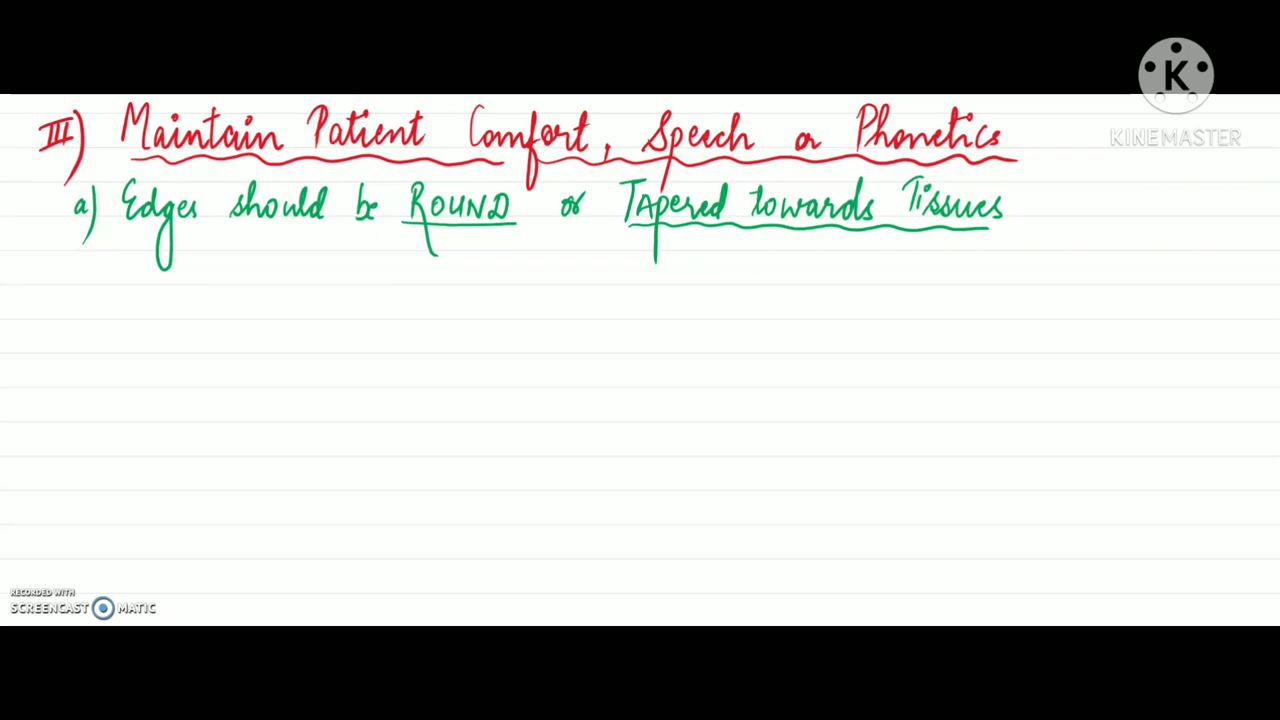 K
KINEMASTER
III) Maintain Patient Comfort, Speech or Phonetics
a) Edges should be ROUND or TAPered towards Tissues
RECORDED WITH
SCREENCAST MATIC